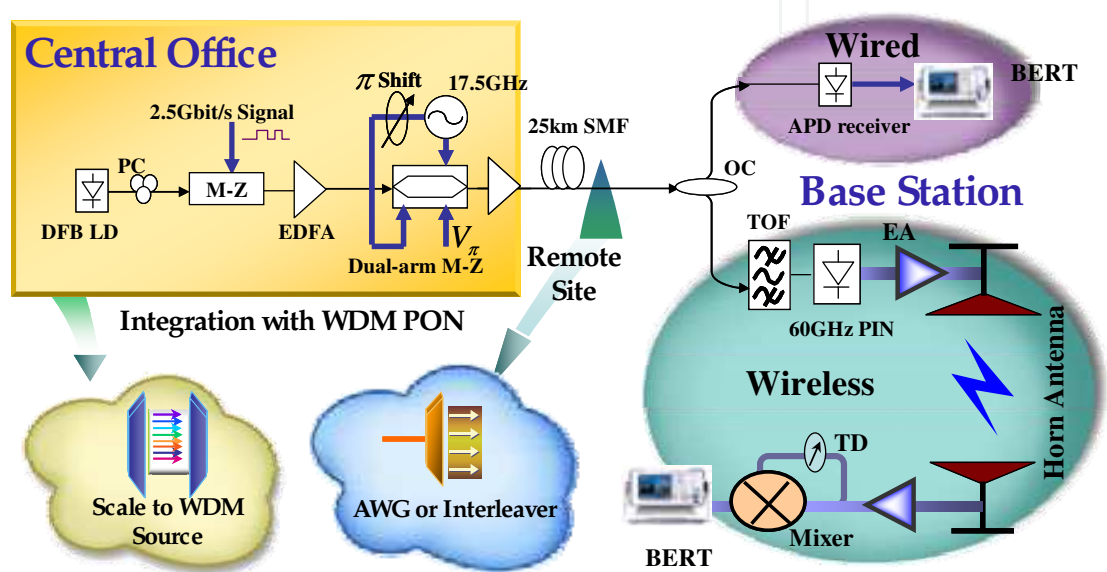 Central Office
π Shift
17.5GHz
2.5Gbit/s Signal
PC
M-Z
DFB LD
EDFA
Vπ
Dual-arm M-Z
25km SMF
Remote
Site
OC
Wired
BERT
APD receiver
Base Station
TOF
EA
60GHz PIN
Horn Antenna
Wireless
TD
Mixer
BERT
Integration with WDM PON
Scale to WDM
Source
AWG or Interleaver